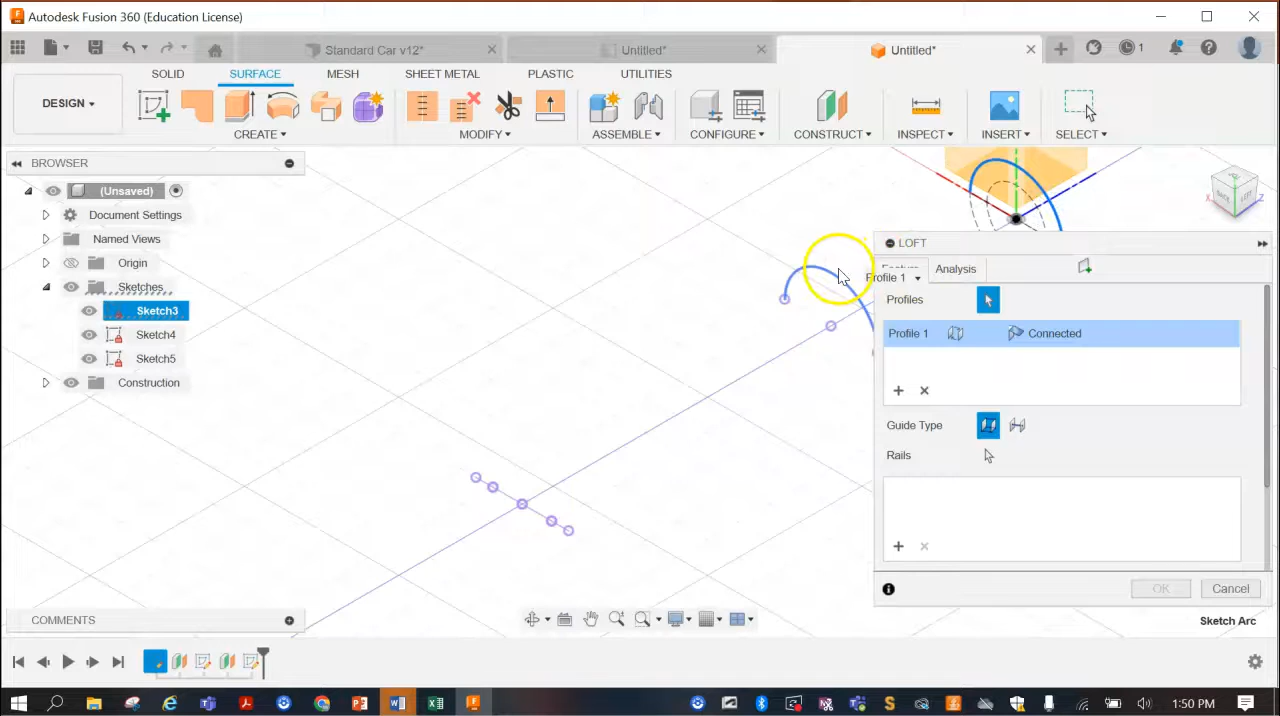 Autodesk Fusion 360 (Education License)
Standard Car v12*
Untitled*
Untitled*
1
SOLID
SURFACE
MESH
SHEET METAL
PLASTIC
UTILITIES
DESIGN
CREATE
MODIFY
ASSEMBLE
CONFIGURE
CONSTRUCT
INSPECT
INSERT
SELECT
BROWSER
(Unsaved)
Document Settings
Named Views
Origin
Sketches
Sketch3
Sketch4
Sketch5
Construction
BACK
LEFT
X
Z
LOFT
Analysis
Profile 1
Profiles
Profile 1
Connected
Guide Type
Rails
OK
Cancel
COMMENTS
Sketch Arc
1:50 PM